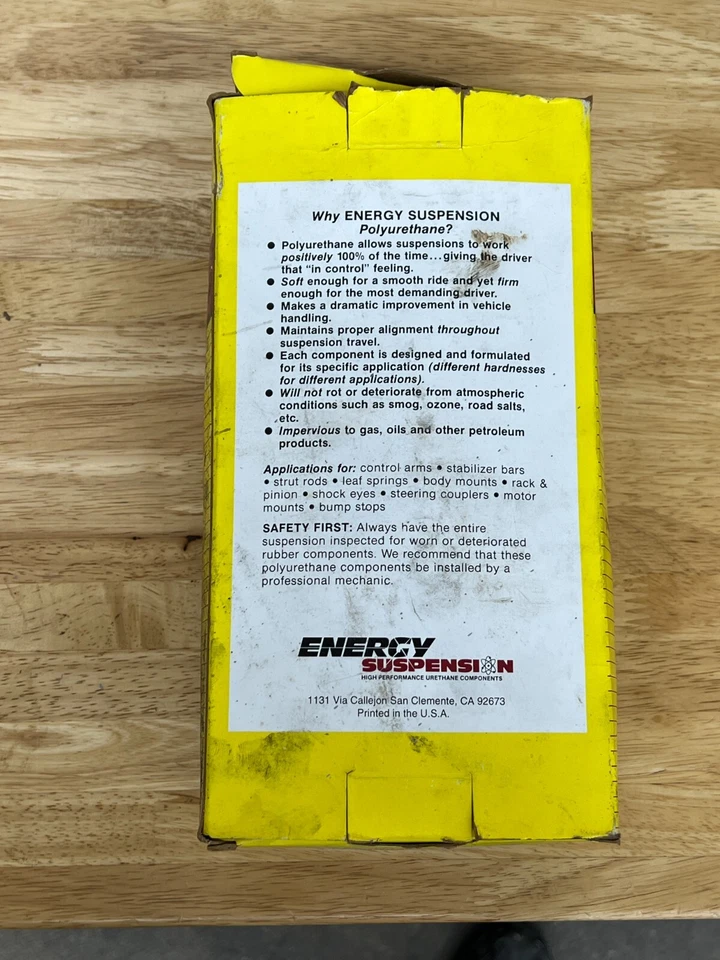 Why ENERGY SUSPENSION
Polyurethane?
● Polyurethane allows suspensions to work
positively 100% of the time...giving the driver
that “in control” feeling.
● Soft enough for a smooth ride and yet firm
enough for the most demanding driver.
● Makes a dramatic improvement in vehicle
handling.
● Maintains proper alignment throughout
suspension travel.
● Each component is designed and formulated
for its specific application (different hardnesses
for different applications).
● Will not rot or deteriorate from atmospheric
conditions such as smog, ozone, road salts,
etc.
● Impervious to gas, oils and other petroleum
products.
Applications for: control arms • stabilizer bars
• strut rods • leaf springs • body mounts • rack &
pinion • shock eyes • steering couplers • motor
mounts • bump stops
SAFETY FIRST: Always have the entire
suspension inspected for worn or deteriorated
rubber components. We recommend that these
polyurethane components be installed by a
professional mechanic.
ENERGY
SUSPENSION
HIGH PERFORMANCE URETHANE COMPONENTS
1131 Via Callejon San Clemente, CA 92673
Printed in the U.S.A.